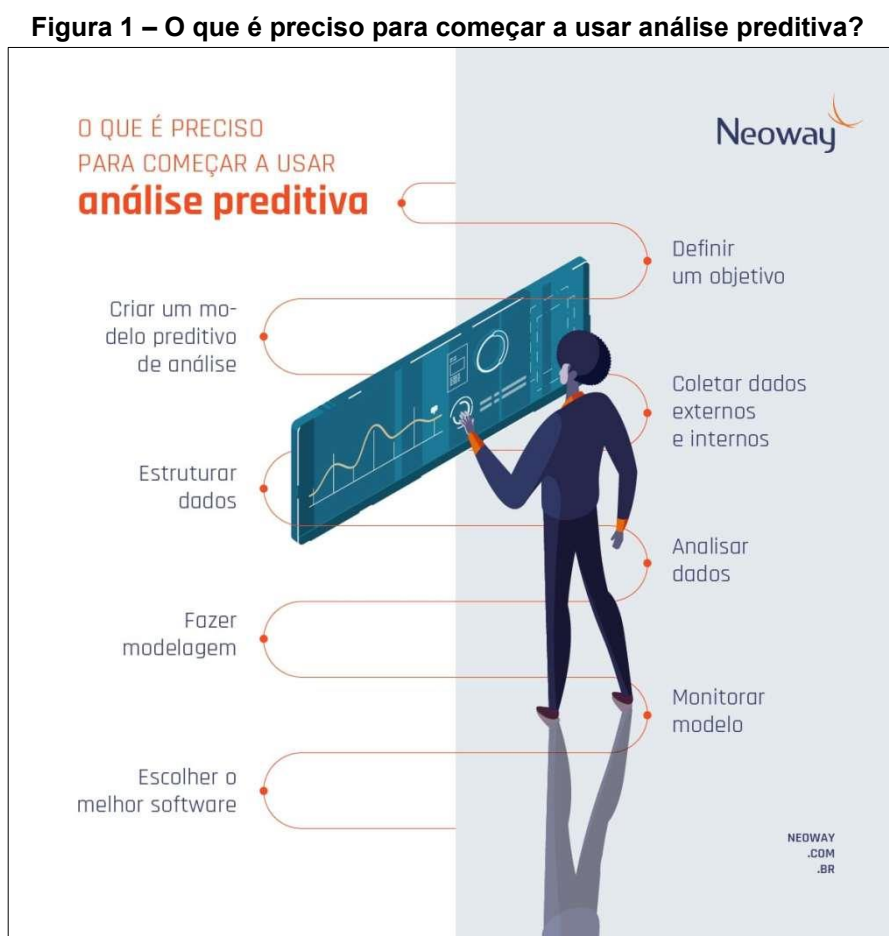 Figura 1 – O que é preciso para começar a usar análise preditiva?
O QUE É PRECISO
PARA COMEÇAR A USAR
análise preditiva
Neoway
Definir
um objetivo
Criar um mo-
delo preditivo
de análise
Coletar dados
externos
e internos
Estruturar
dados
Analisar
dados
Fazer
modelagem
Monitorar
modelo
Escolher o
melhor software
NEOWAY
.COM
.BR